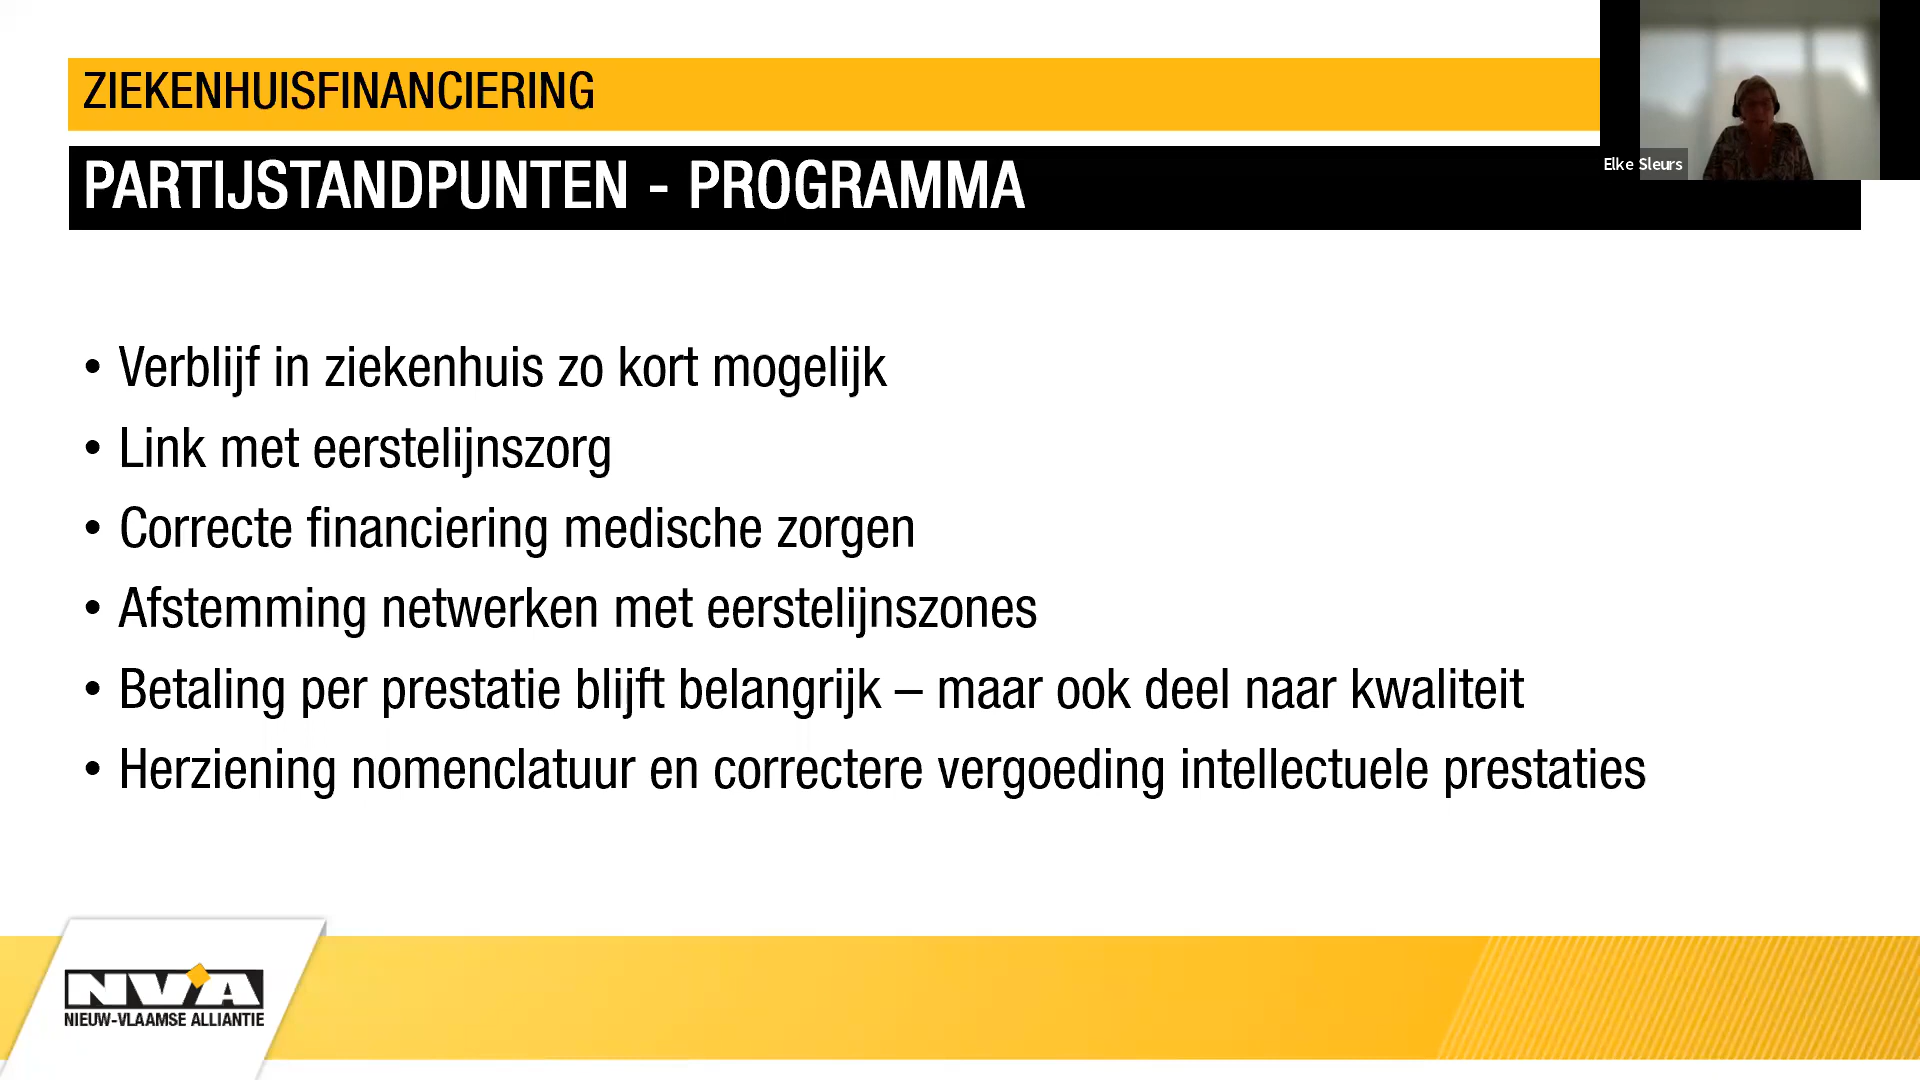 ZIEKENHUISFINANCIERING
Elke Sleurs
PARTIJSTANDPUNTEN - PROGRAMMA
• Verblijf in ziekenhuis zo kort mogelijk
• Link met eerstelijnszorg
• Correcte financiering medische zorgen
• Afstemming netwerken met eerstelijnszones
• Betaling per prestatie blijft belangrijk – maar ook deel naar kwaliteit
• Herziening nomenclatuur en correctere vergoeding intellectuele prestaties
NVA
NIEUW-VLAAMSE ALLIANTIE